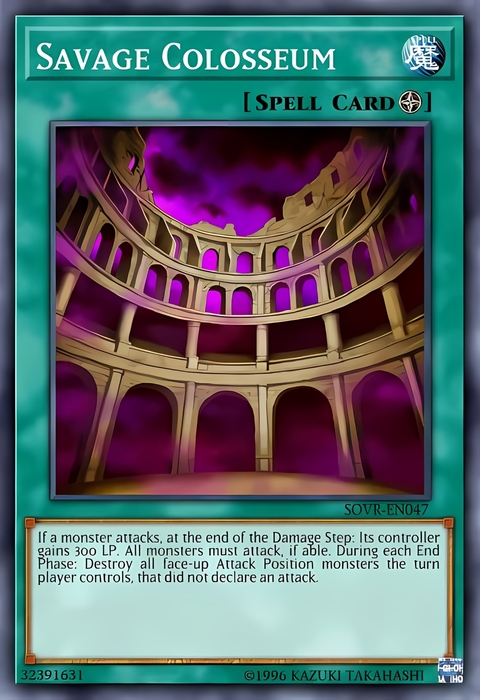 SAVAGE COLOSSEUM
魔
[SPELL CARD]
SOVR-EN047
If a monster attacks, at the end of the Damage Step: Its controller
gains 300 LP. All monsters must attack, if able. During each End
Phase: Destroy all face-up Attack Position monsters the turn
player controls, that did not declare an attack.
32391631
©1996 KAZUKI TAKAHASHI